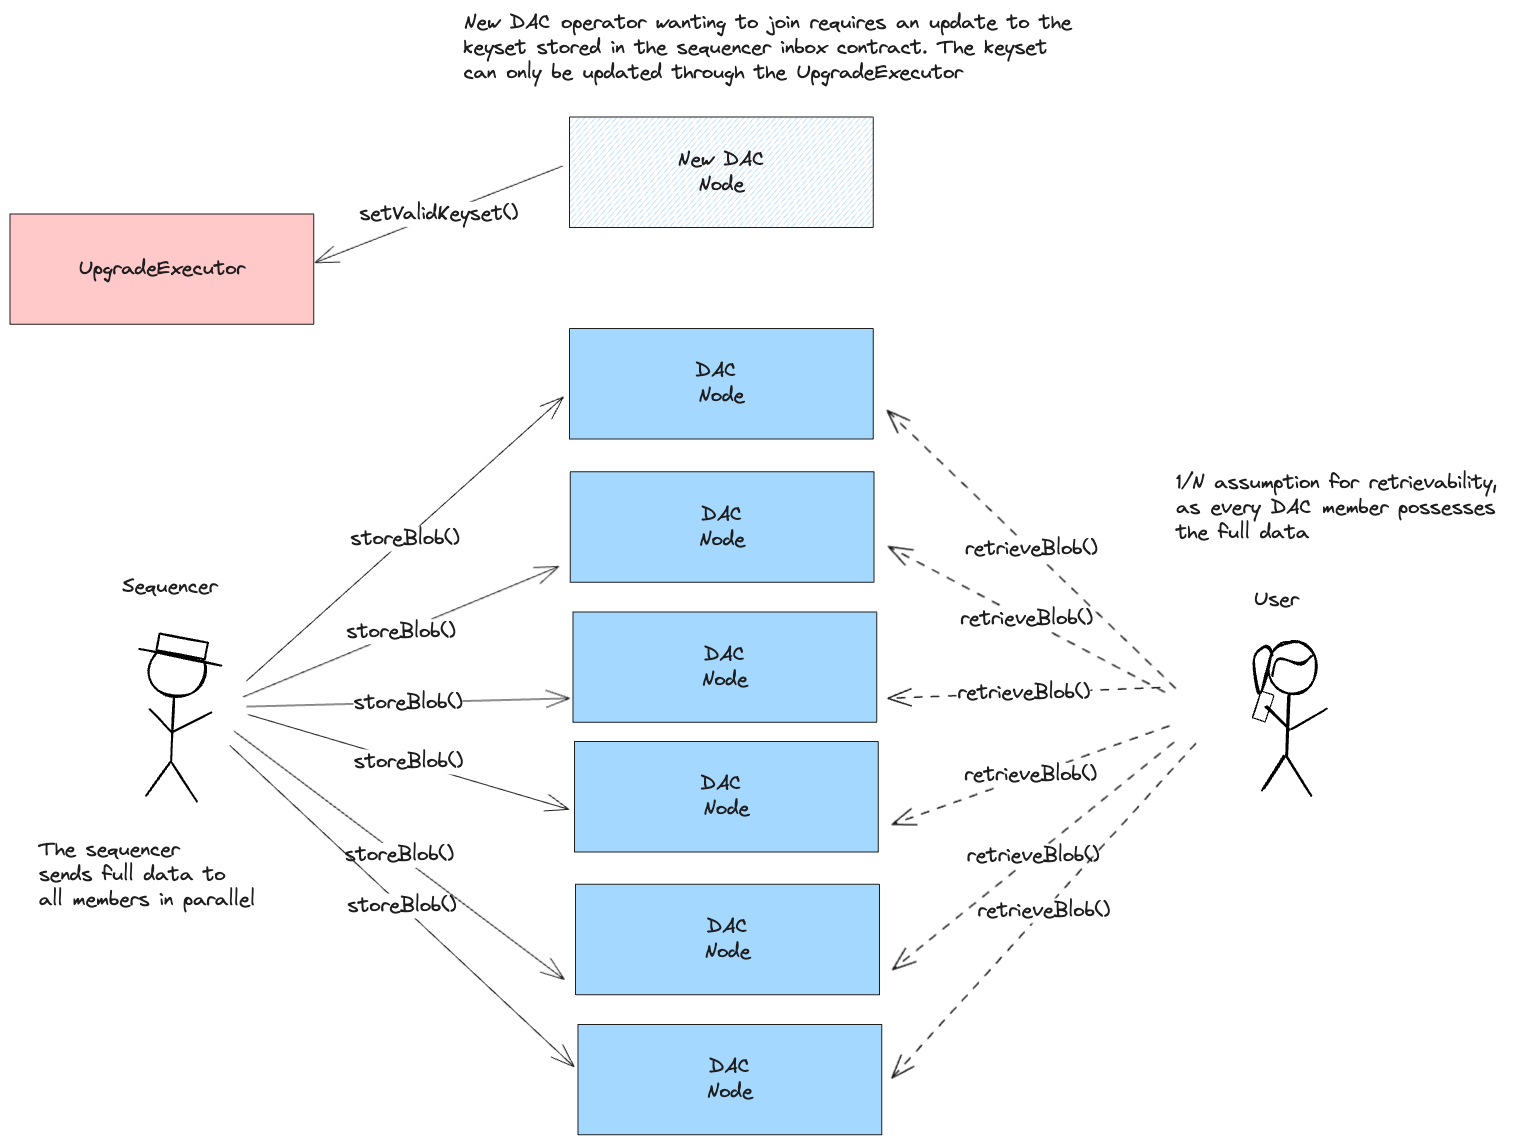 New DAC operator wanting to join requires an update to the
keyset stored in the sequencer inbox contract. The keyset
can only be updated through the UpgradeExecutor
New DAC
Node
setValidKeyset()
UpgradeExecutor
DAC
Node
1/N assumption for retrievability,
as every DAC member possesses
the full data
DAC
Node
storeBlob()
retrieveBlob()
Sequencer
User
storeBlob()
retrieveBlob()
DAC
Node
storeBlob()
retrieveBlob()
storeBlob()
retrieveBlob()
DAC
Node
The sequencer
sends full data to
all members in parallel
storeBlob()
retrieveBlob()
storeBlob()
retrieveBlob()
DAC
Node
DAC
Node